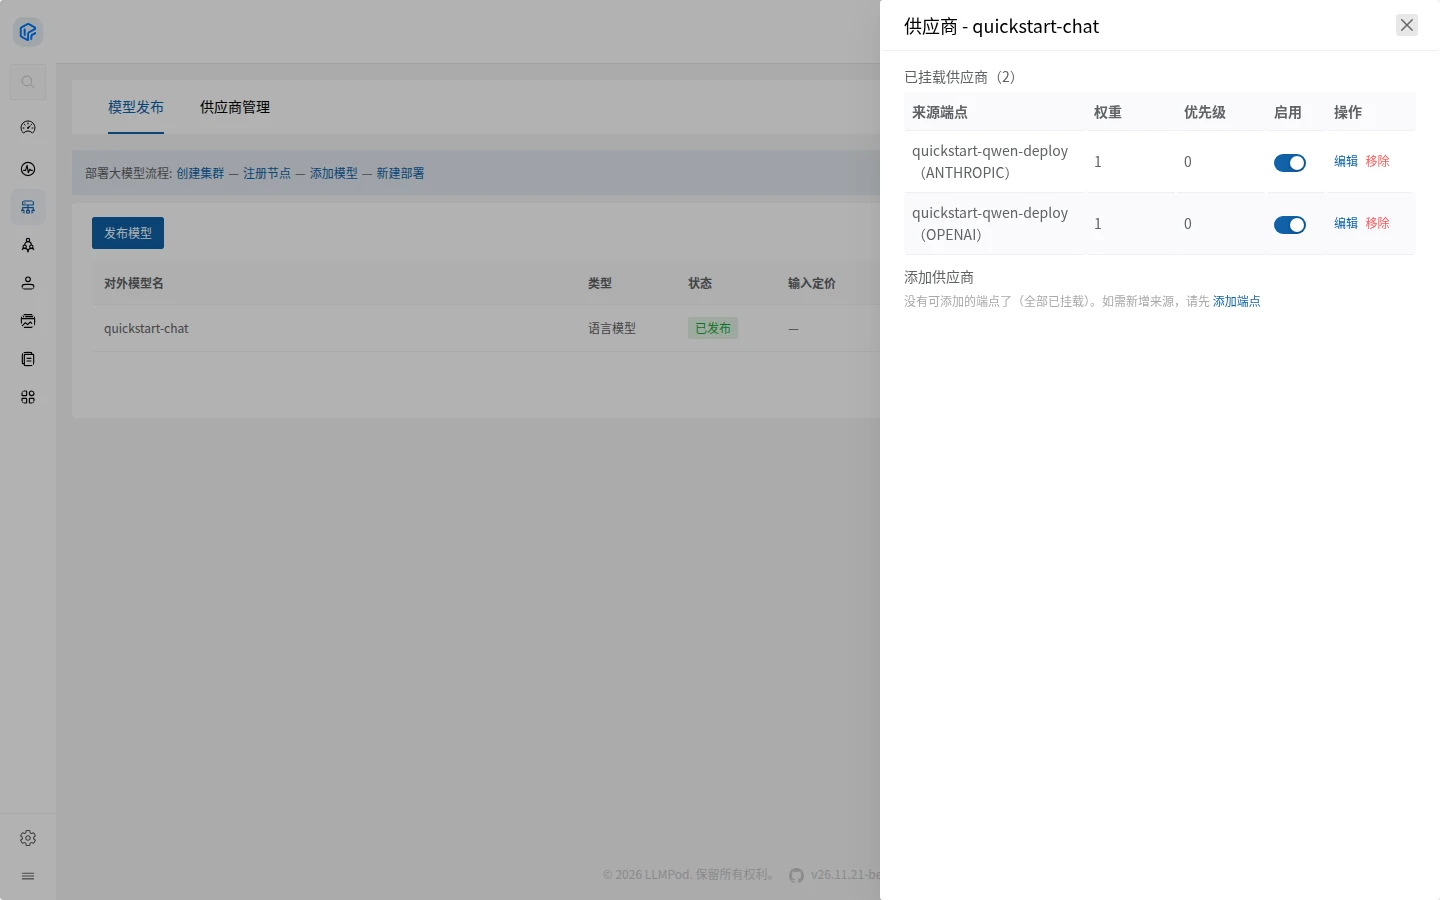 供应商 - quickstart-chat
已挂载供应商（2）
来源端点 权重 优先级 启用 操作
quickstart-qwen-deploy
（ANTHROPIC）
1 0 编辑 移除
quickstart-qwen-deploy
（OPENAI）
1 0 编辑 移除
添加供应商
没有可添加的端点了（全部已挂载）。如需新增来源，请先 添加端点
模型发布 供应商管理
部署大模型流程: 创建集群 — 注册节点 — 添加模型 — 新建部署
发布模型
对外模型名 类型 状态 输入定价
quickstart-chat 语言模型 已发布 —
© 2026 LLMPod. 保留所有权利。 v26.11.21-be